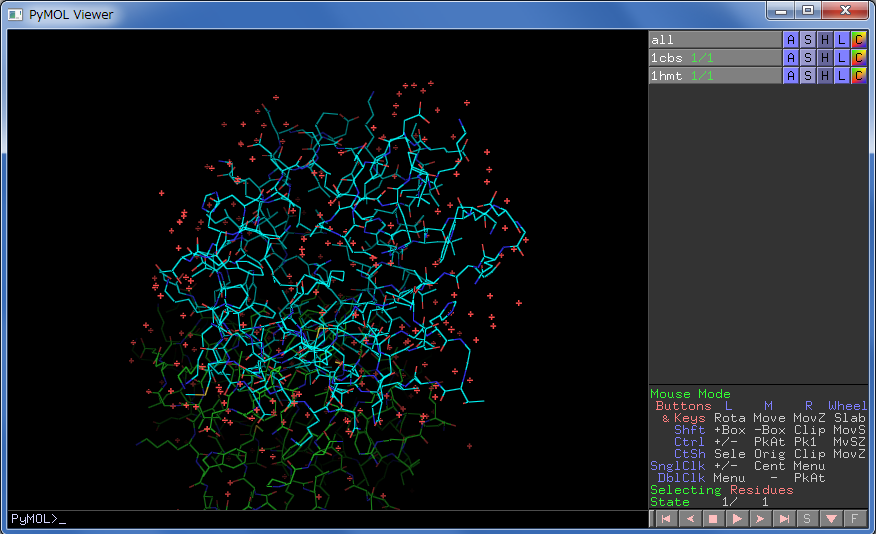 PyMOL Viewer
all A S H L C
1cbs 1/1 A S H L C
1hmt 1/1 A S H L C
Mouse Mode
Buttons L M R Wheel
& Keys Rota Move MovZ Slab
Shft +Box -Box Clip MovS
Ctrl +/- PkAt Pk1 MvSZ
CtSh Sele Orig Clip MovZ
SnglClk +/- Cent Menu
DblClk Menu - PkAt
Selecting Residues
State 1/ 1
PyMOL>_
S F